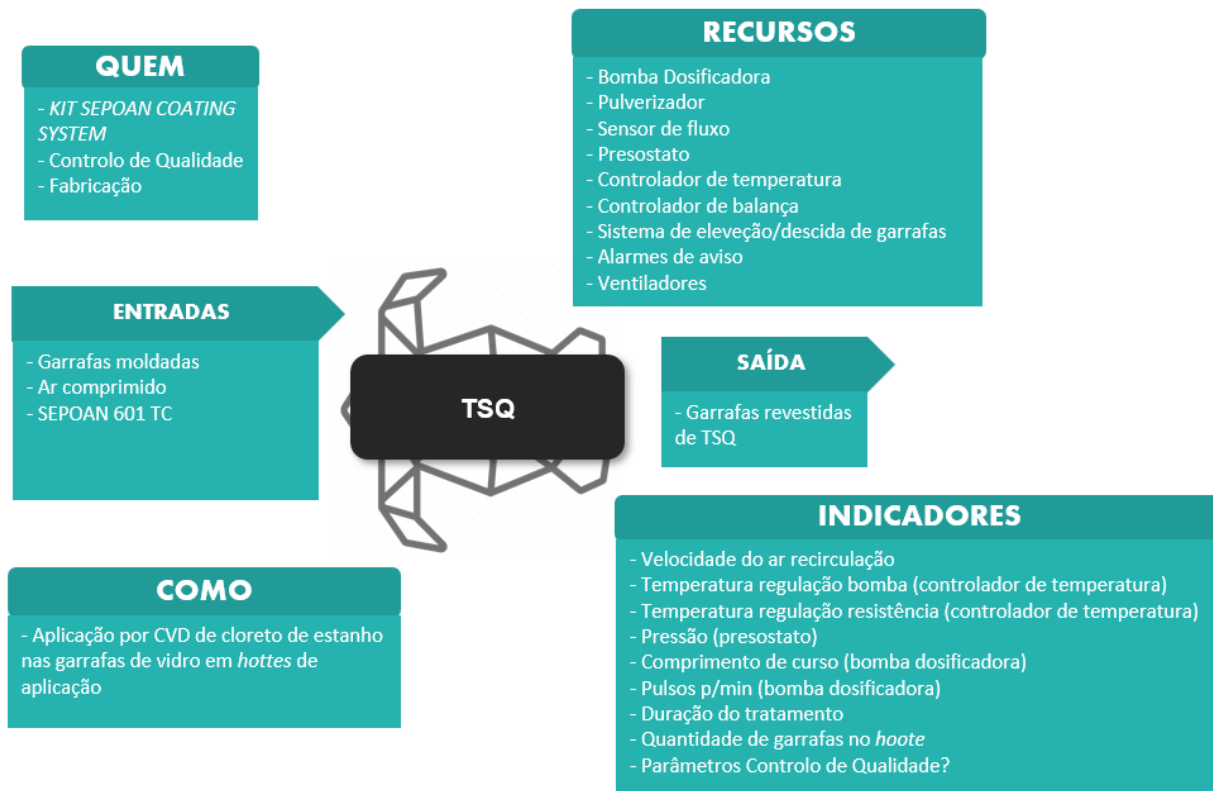 QUEM
- KIT SEPOAN COATING
SYSTEM
- Controlo de Qualidade
- Fabricação
RECURSOS
- Bomba Dosificadora
- Pulverizador
- Sensor de fluxo
- Presostato
- Controlador de temperatura
- Controlador de balança
- Sistema de eleveção/descida de garrafas
- Alarmes de aviso
- Ventiladores
ENTRADAS
- Garrafas moldadas
- Ar comprimido
- SEPOAN 601 TC
TSQ
SAÍDA
- Garrafas revestidas
de TSQ
COMO
- Aplicação por CVD de cloreto de estanho
nas garrafas de vidro em hottes de
aplicação
INDICADORES
- Velocidade do ar recirculação
- Temperatura regulação bomba (controlador de temperatura)
- Temperatura regulação resistência (controlador de temperatura)
- Pressão (presostato)
- Comprimento de curso (bomba dosificadora)
- Pulsos p/min (bomba dosificadora)
- Duração do tratamento
- Quantidade de garrafas no hoote
- Parâmetros Controlo de Qualidade?